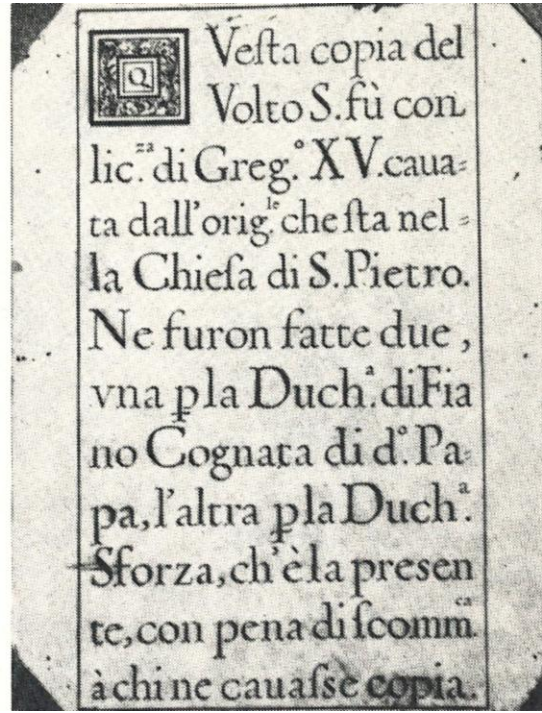 QVeſta copia del
Volto S. fù con
lic.ᶻᵃ di Greg.° XV. caua-
ta dall'orig.ˡᵉ che ſta nel-
la Chieſa di S. Pietro.
Ne furon fatte due,
vna ꝑ la Duch.ᵃ di Fia
no Cognata di d.° Pa-
pa, l'altra ꝑ la Duch.ᵃ
Sforza, ch'è la presen
te, con pena di ſcomm.ᶜᵃ
à chi ne cauaſse copia.